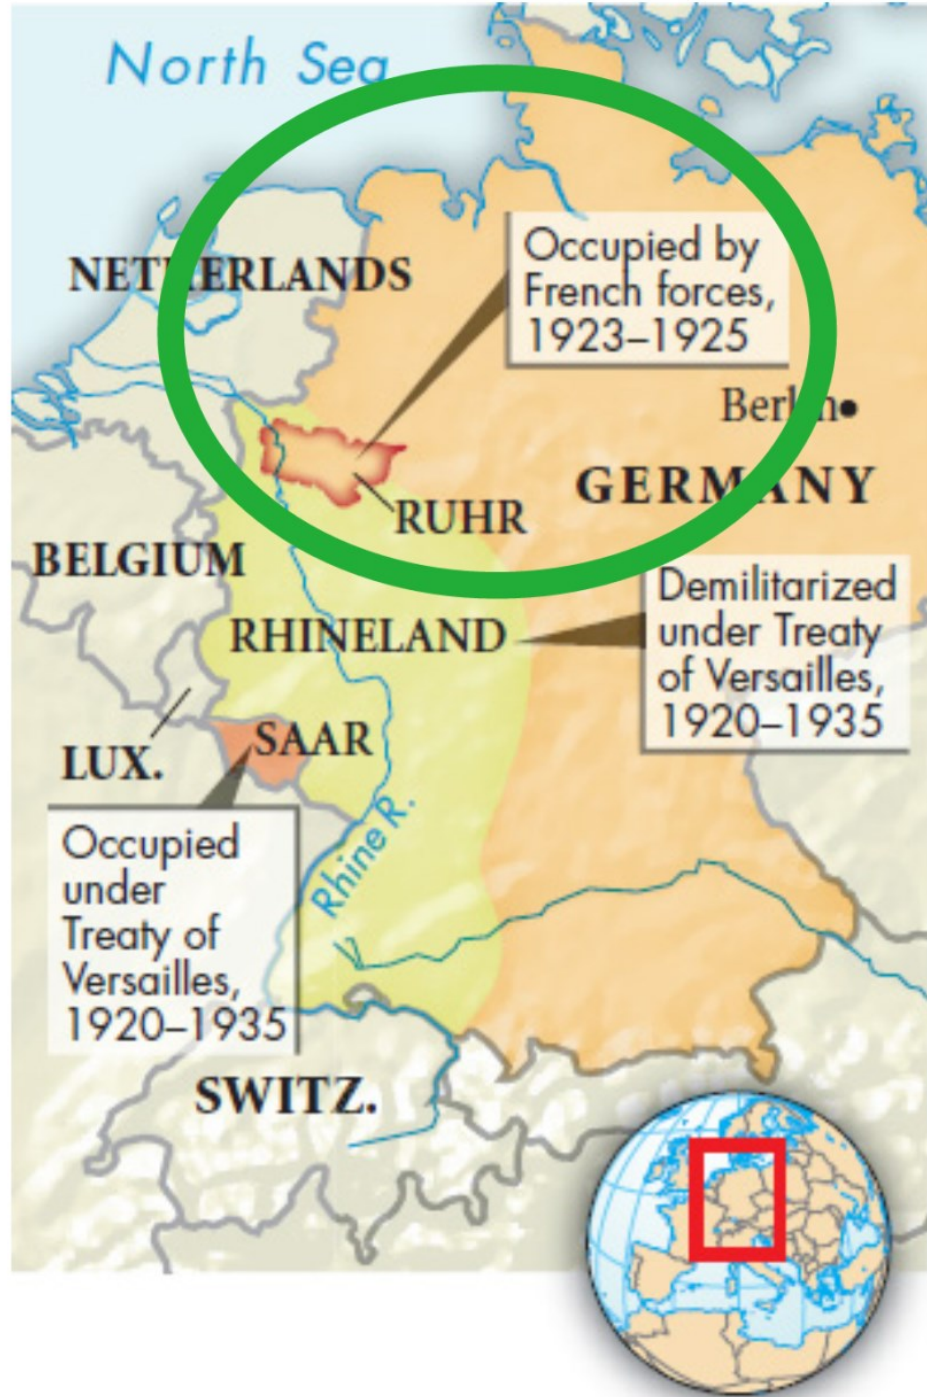 North Sea
NETHERLANDS
Occupied by
French forces,
1923–1925
Berlin
GERMANY
RUHR
BELGIUM
Demilitarized
under Treaty
of Versailles,
1920–1935
RHINELAND
SAAR
LUX.
Rhine R.
Occupied
under
Treaty of
Versailles,
1920–1935
SWITZ.